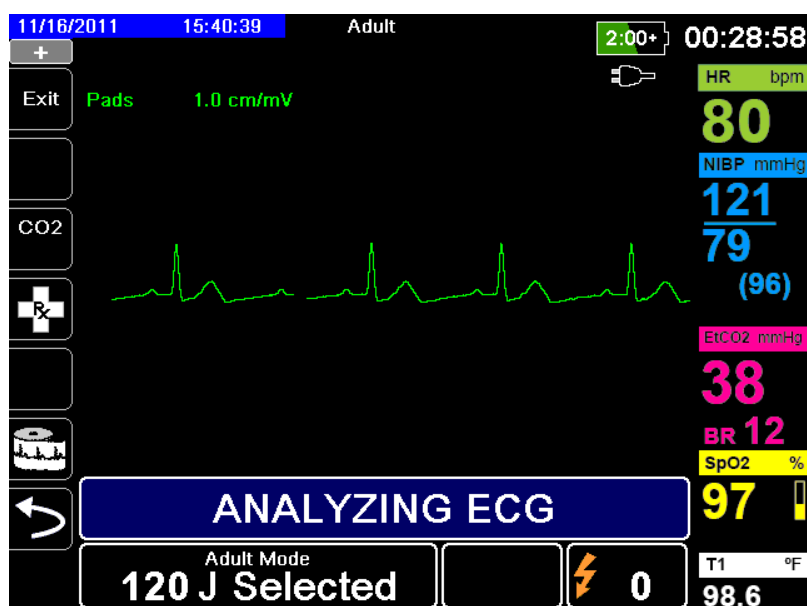 11/16/2011 15:40:39 Adult 2:00+ 00:28:58
+
HR bpm
Exit Pads 1.0 cm/mV
80
NIBP mmHg
121
79
(96)
CO2
Rx
EtCO2 mmHg
38
BR 12
SpO2 %
97
ANALYZING ECG
Adult Mode
120 J Selected 0
T1 ºF
98.6